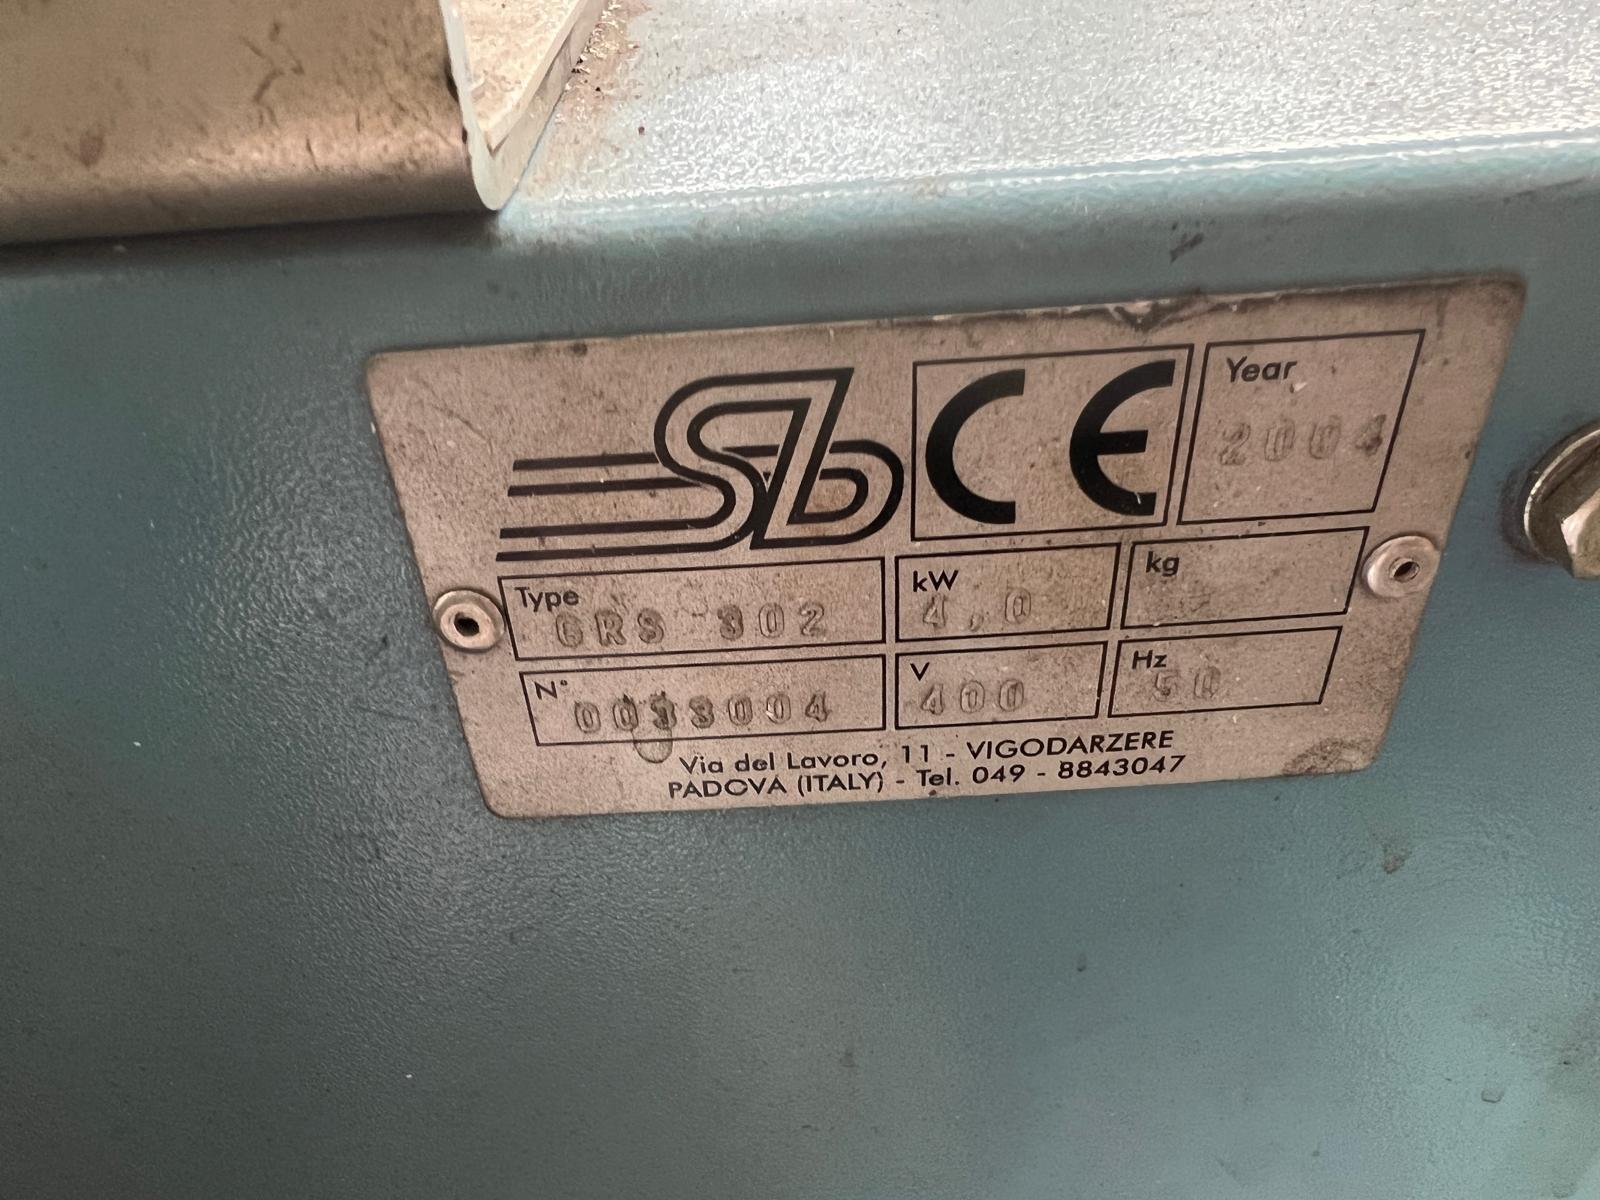 Sb CE Year
2004
Type kW kg
GRS 302 4,0
N° V Hz
0033004 400 50
Via del Lavoro, 11 - VIGODARZERE
PADOVA (ITALY) - Tel. 049 - 8843047